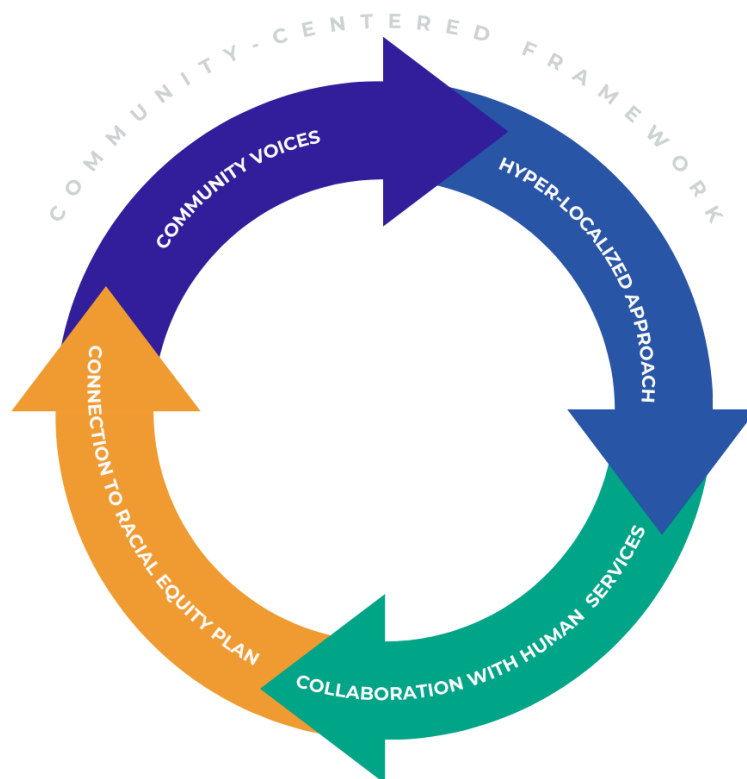 COMMUNITY-CENTERED FRAMEWORK
COMMUNITY VOICES
HYPER-LOCALIZED APPROACH
COLLABORATION WITH HUMAN SERVICES
CONNECTION TO RACIAL EQUITY PLAN